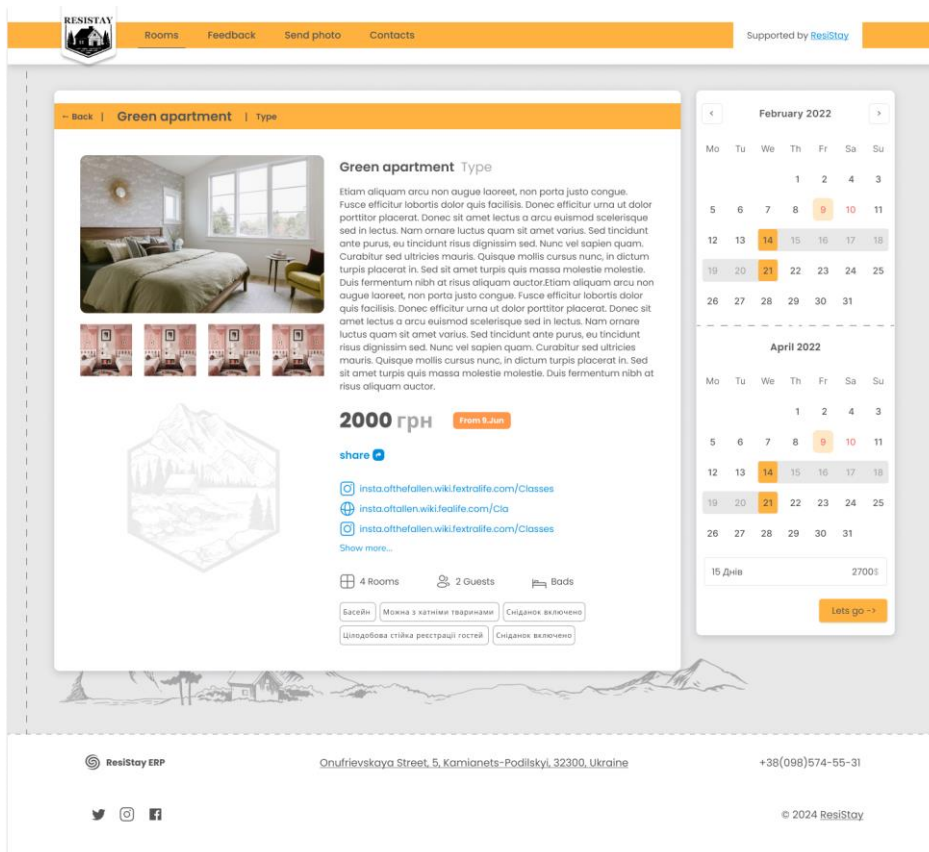 RESISTAY
Rooms Feedback Send photo Contacts
Supported by ResiStay
← Back | Green apartment | Type
Green apartment Type
Etiam aliquam arcu non augue laoreet, non porta justo congue.
Fusce efficitur lobortis dolor quis facilisis. Donec efficitur urna ut dolor
porttitor placerat. Donec sit amet lectus a arcu euismod scelerisque
sed in lectus. Nam ornare luctus quam sit amet varius. Sed tincidunt
ante purus, eu tincidunt risus dignissim sed. Nunc vel sapien quam.
Curabitur sed ultricies mauris. Quisque mollis cursus nunc, in dictum
turpis placerat in. Sed sit amet turpis quis massa molestie molestie.
Duis fermentum nibh at risus aliquam auctor.Etiam aliquam arcu non
augue laoreet, non porta justo congue. Fusce efficitur lobortis dolor
quis facilisis. Donec efficitur urna ut dolor porttitor placerat. Donec sit
amet lectus a arcu euismod scelerisque sed in lectus. Nam ornare
luctus quam sit amet varius. Sed tincidunt ante purus, eu tincidunt
risus dignissim sed. Nunc vel sapien quam. Curabitur sed ultricies
mauris. Quisque mollis cursus nunc, in dictum turpis placerat in. Sed
sit amet turpis quis massa molestie molestie. Duis fermentum nibh at
risus aliquam auctor.
2000 грн From 9.Jun
share
insta.ofthefallen.wiki.fextralife.com/Classes
insta.oftallen.wiki.fealife.com/Cla
insta.ofthefallen.wiki.fextralife.com/Classes
Show more...
4 Rooms 2 Guests Bads
Басейн Можна з хатніми тваринами Сніданок включено
Цілодобова стійка реєстрації гостей Сніданок включено
< February 2022 >
Mo Tu We Th Fr Sa Su
1 2 4 3
5 6 7 8 9 10 11
12 13 14 15 16 17 18
19 20 21 22 23 24 25
26 27 28 29 30 31
April 2022
Mo Tu We Th Fr Sa Su
1 2 4 3
5 6 7 8 9 10 11
12 13 14 15 16 17 18
19 20 21 22 23 24 25
26 27 28 29 30 31
15 Днів 2700$
Lets go ->
ResiStay ERP
Onufrievskaya Street, 5, Kamianets-Podilskyi, 32300, Ukraine
+38(098)574-55-31
© 2024 ResiStay